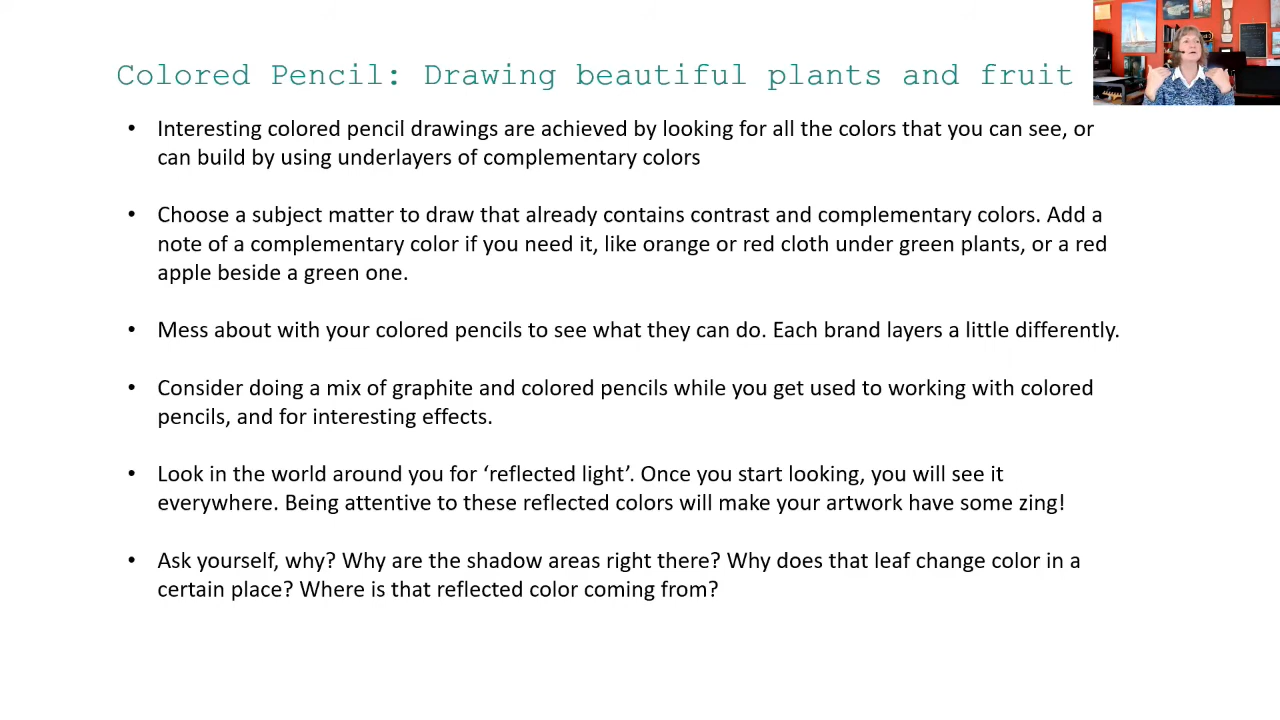 Colored Pencil: Drawing beautiful plants and fruit
• Interesting colored pencil drawings are achieved by looking for all the colors that you can see, or
can build by using underlayers of complementary colors
• Choose a subject matter to draw that already contains contrast and complementary colors. Add a
note of a complementary color if you need it, like orange or red cloth under green plants, or a red
apple beside a green one.
• Mess about with your colored pencils to see what they can do. Each brand layers a little differently.
• Consider doing a mix of graphite and colored pencils while you get used to working with colored
pencils, and for interesting effects.
• Look in the world around you for ‘reflected light’. Once you start looking, you will see it
everywhere. Being attentive to these reflected colors will make your artwork have some zing!
• Ask yourself, why? Why are the shadow areas right there? Why does that leaf change color in a
certain place? Where is that reflected color coming from?